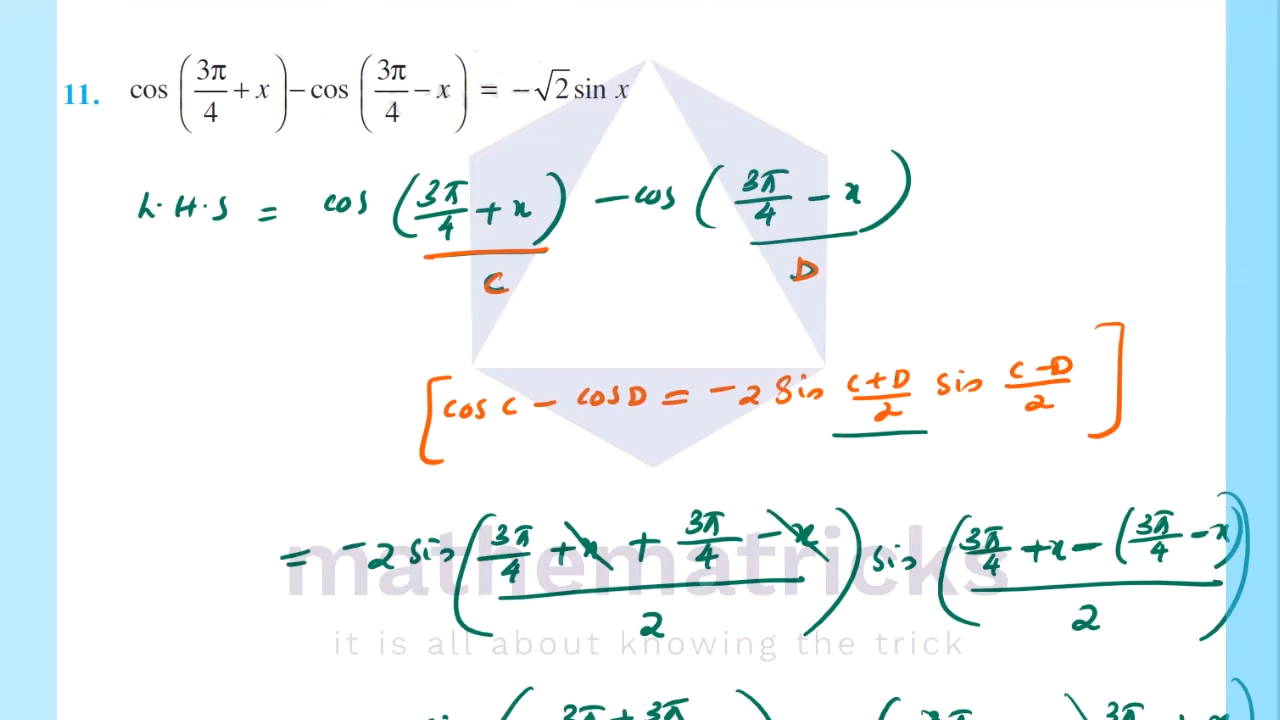 11. cos(3π/4 + x) − cos(3π/4 − x) = −√2 sin x
L.H.S = cos(3π/4 + x) − cos(3π/4 − x)
C D
[cos C − cos D = −2 sin (C+D)/2 sin (C−D)/2]
= −2 sin((3π/4 + x + 3π/4 − x)/2) sin((3π/4 + x − (3π/4 − x))/2)
mathematricks
it is all about knowing the trick